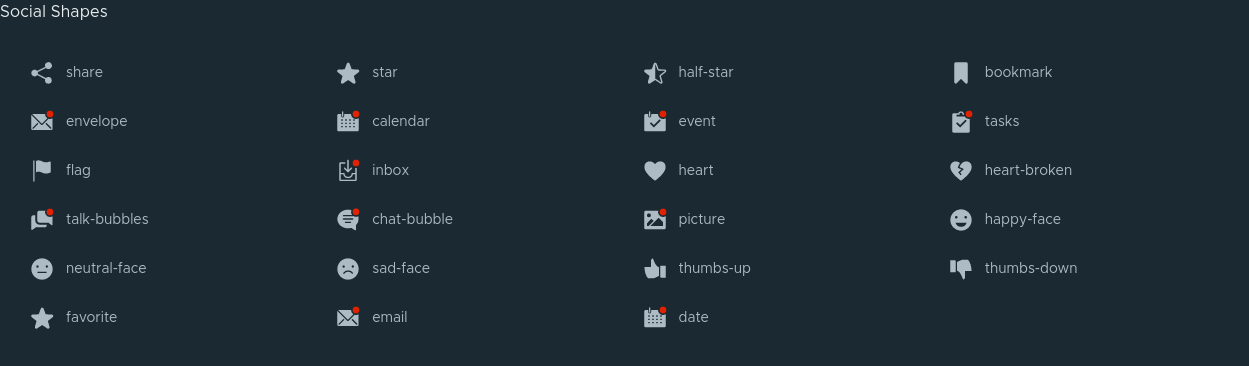 Social Shapes
share star half-star bookmark
envelope calendar event tasks
flag inbox heart heart-broken
talk-bubbles chat-bubble picture happy-face
neutral-face sad-face thumbs-up thumbs-down
favorite email date